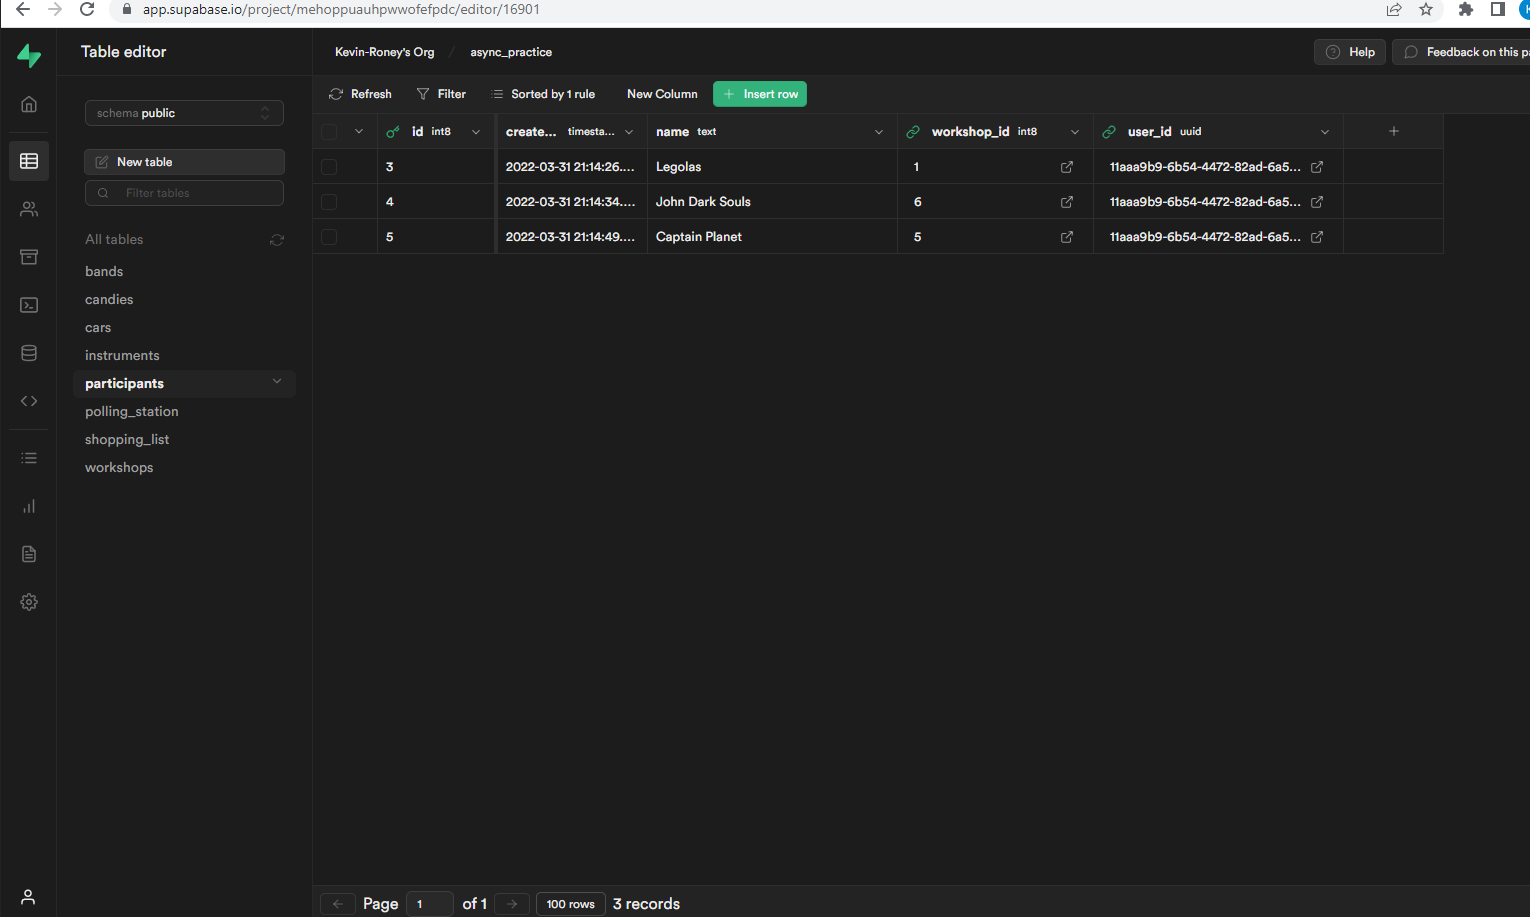 app.supabase.io/project/mehoppuauhpwwofefpdc/editor/16901
Table editor
Kevin-Roney's Org / async_practice
Help
Feedback on this pa
schema public
Refresh Filter Sorted by 1 rule New Column + Insert row
New table
Filter tables
All tables
bands
candies
cars
instruments
participants
polling_station
shopping_list
workshops
id int8 create... timesta... name text workshop_id int8 user_id uuid +
3 2022-03-31 21:14:26.... Legolas 1 11aaa9b9-6b54-4472-82ad-6a5...
4 2022-03-31 21:14:34.... John Dark Souls 6 11aaa9b9-6b54-4472-82ad-6a5...
5 2022-03-31 21:14:49.... Captain Planet 5 11aaa9b9-6b54-4472-82ad-6a5...
Page 1 of 1 100 rows 3 records